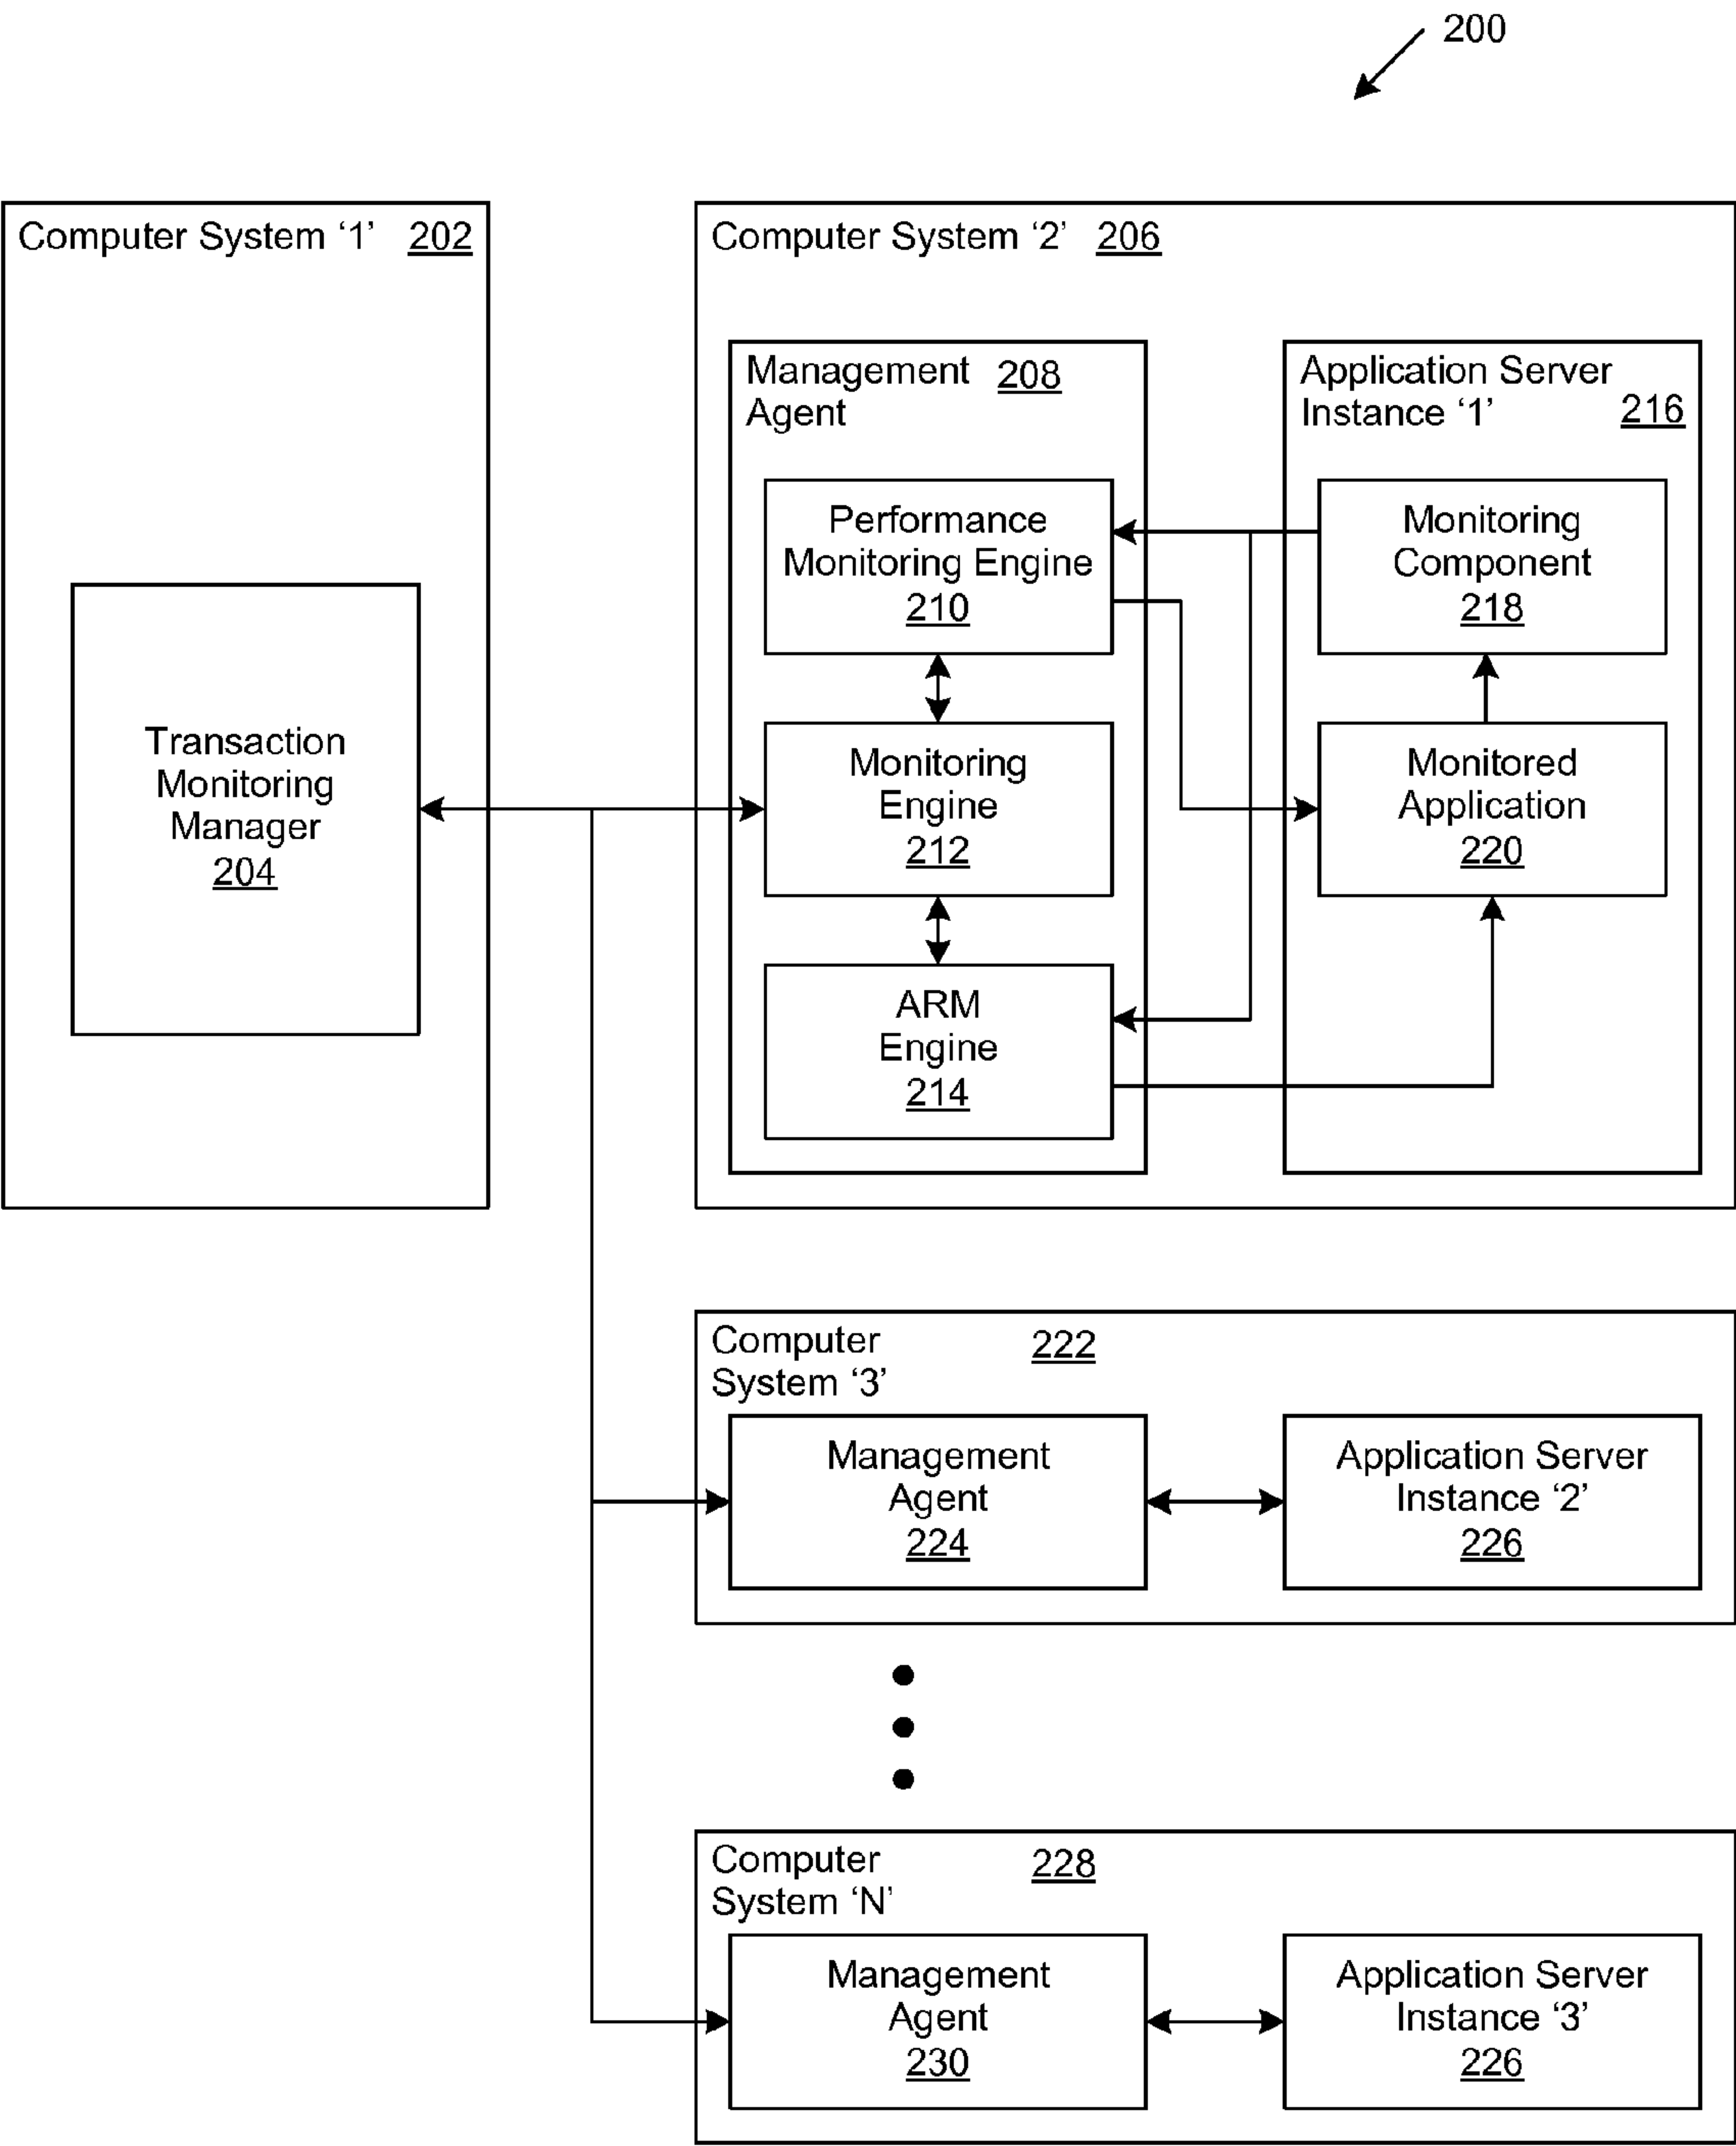 200
Computer System ‘1’ 202
Transaction
Monitoring
Manager
204
Computer System ‘2’ 206
Management 208
Agent
Performance
Monitoring Engine
210
Monitoring
Engine
212
ARM
Engine
214
Application Server
Instance ‘1’ 216
Monitoring
Component
218
Monitored
Application
220
Computer 222
System ‘3’
Management
Agent
224
Application Server
Instance ‘2’
226
Computer 228
System ‘N’
Management
Agent
230
Application Server
Instance ‘3’
226